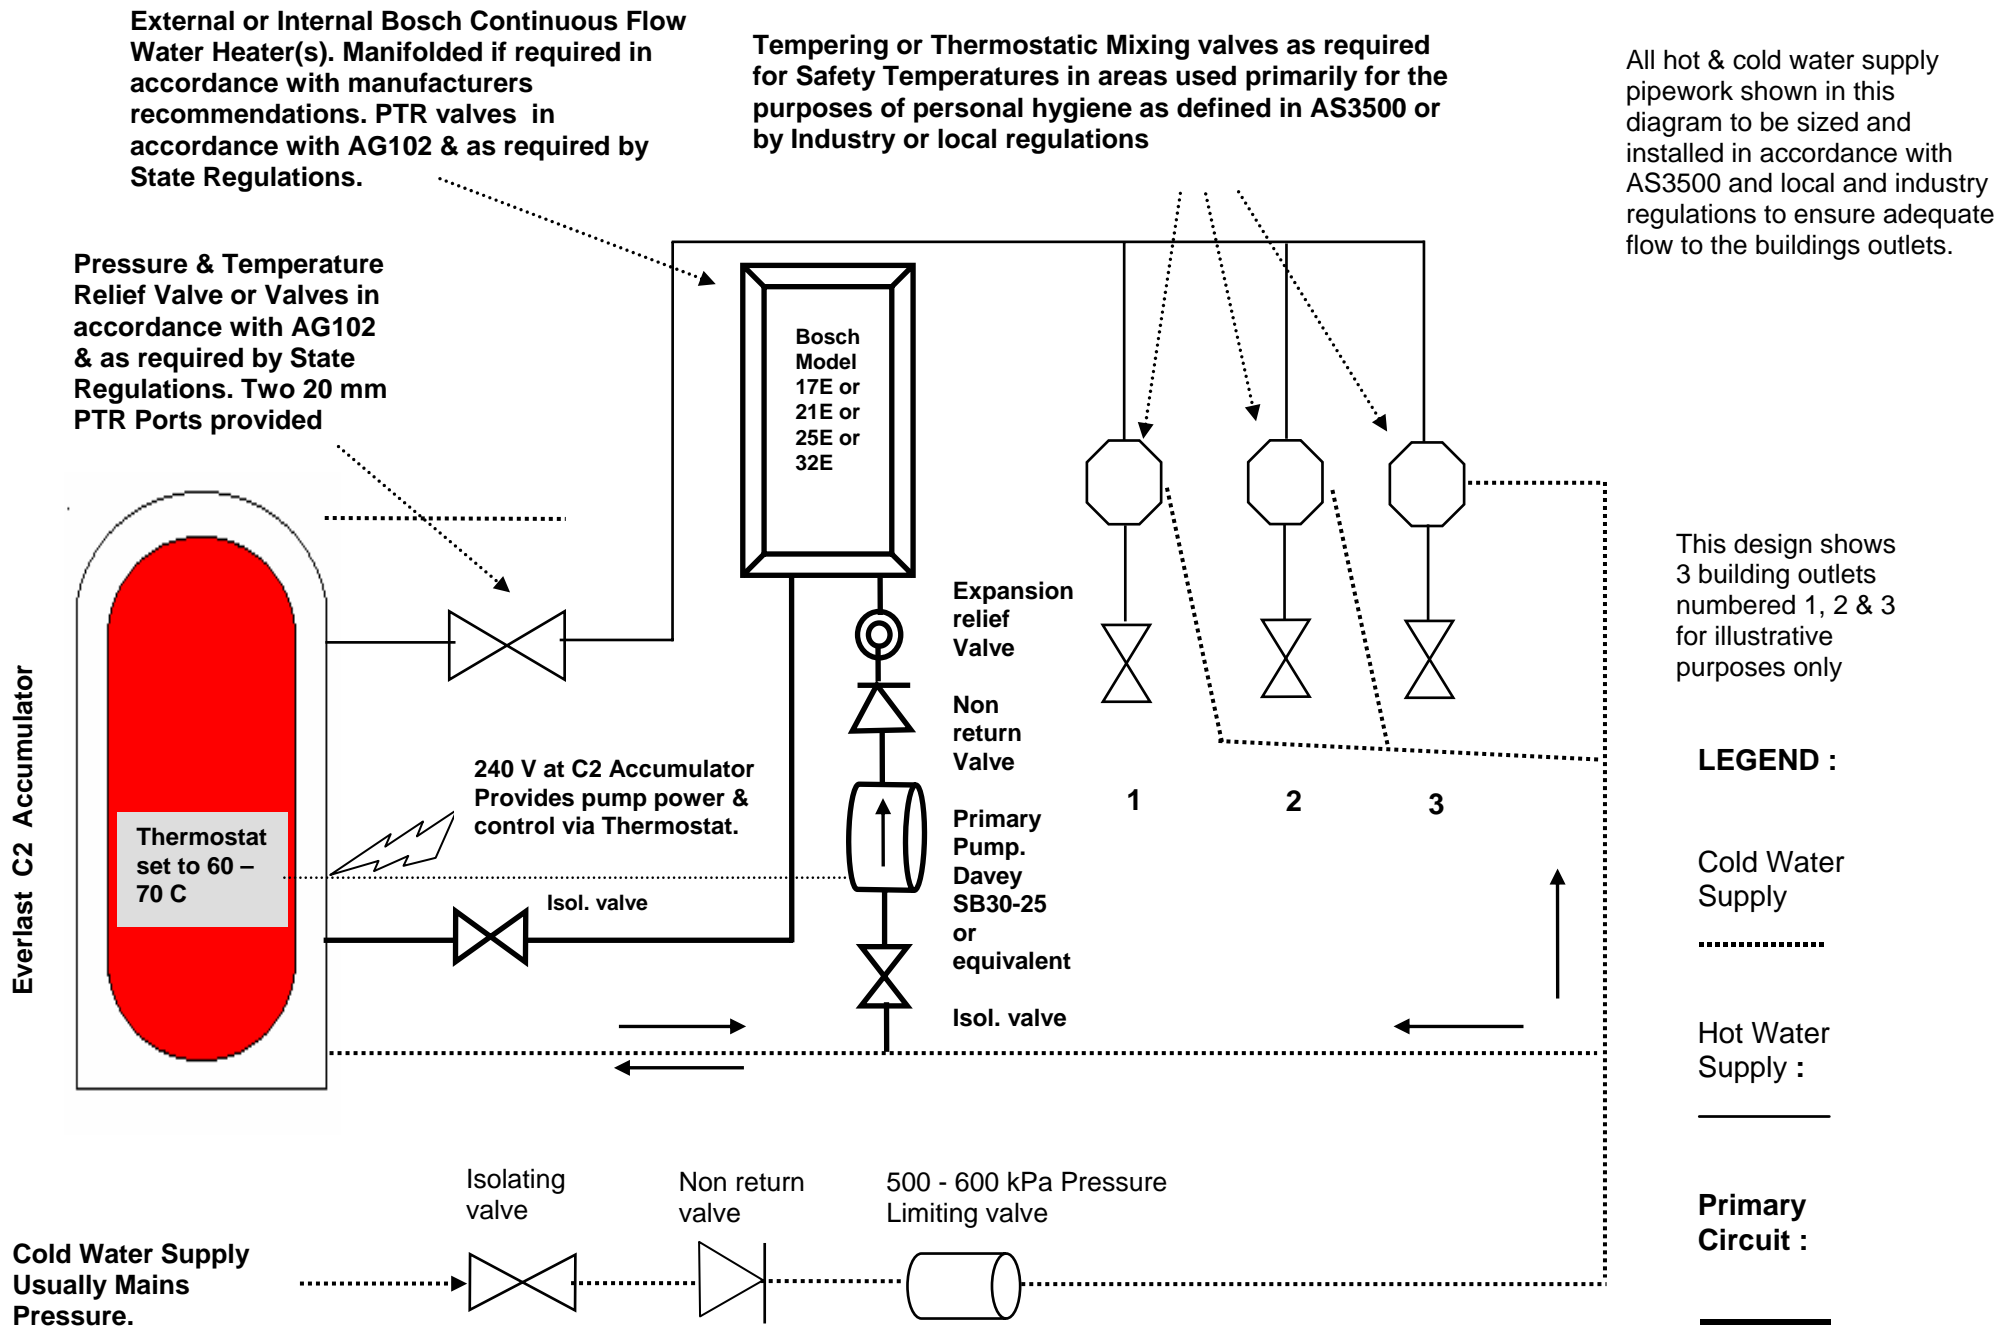 External or Internal Bosch Continuous Flow
Water Heater(s). Manifolded if required in
accordance with manufacturers
recommendations. PTR valves in
accordance with AG102 & as required by
State Regulations.
Tempering or Thermostatic Mixing valves as required
for Safety Temperatures in areas used primarily for the
purposes of personal hygiene as defined in AS3500 or
by Industry or local regulations
All hot & cold water supply
pipework shown in this
diagram to be sized and
installed in accordance with
AS3500 and local and industry
regulations to ensure adequate
flow to the buildings outlets.
Pressure & Temperature
Relief Valve or Valves in
accordance with AG102
& as required by State
Regulations. Two 20 mm
PTR Ports provided
Bosch
Model
17E or
21E or
25E or
32E
This design shows
3 building outlets
numbered 1, 2 & 3
for illustrative
purposes only
Expansion
relief
Valve
Non
return
Valve
Primary
Pump.
Davey
SB30-25
or
equivalent
Isol. valve
1
2
3
240 V at C2 Accumulator
Provides pump power &
control via Thermostat.
Thermostat
set to 60 –
70 C
Isol. valve
Everlast C2 Accumulator
LEGEND :
Cold Water
Supply
Hot Water
Supply :
Primary
Circuit :
Isolating
valve
Non return
valve
500 - 600 kPa Pressure
Limiting valve
Cold Water Supply
Usually Mains
Pressure.